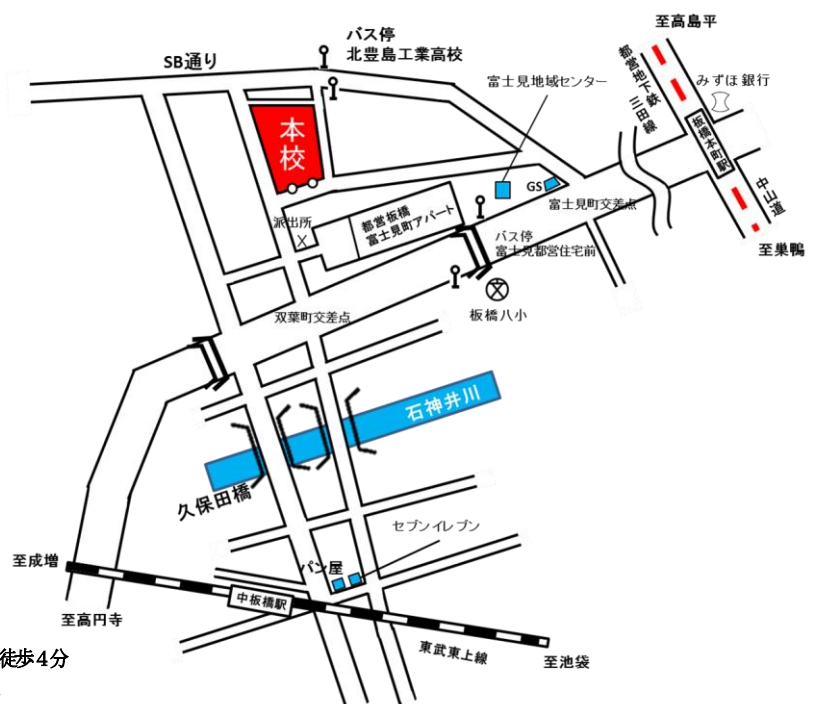 バス停
北豊島工業高校
SB通り
至高島平
都営地下鉄
三田線
みずほ銀行
板橋本町駅
中山道
至巣鴨
富士見地域センター
本校
GS
富士見町交差点
派出所
都営板橋
富士見町アパート
バス停
富士見都営住宅前
板橋八小
双葉町交差点
石神井川
久保田橋
セブンイレブン
パン屋
至成増
中板橋駅
至高円寺
東武東上線
至池袋
徒歩4分